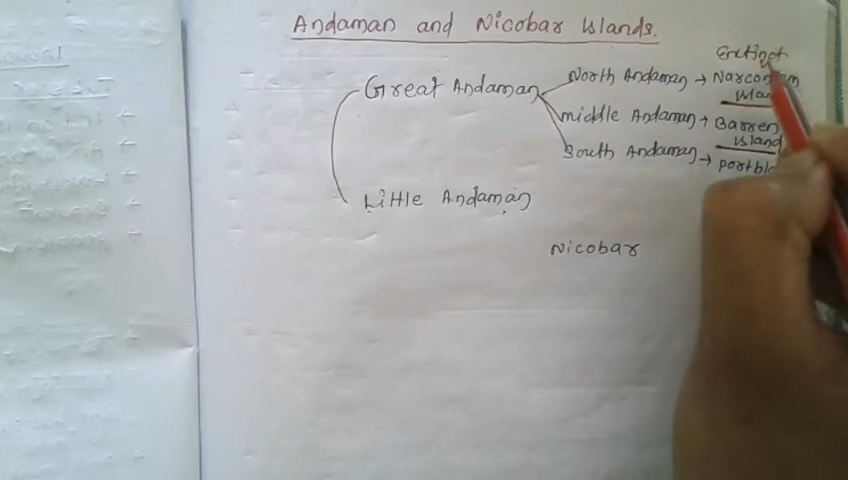 Andaman and Nicobar Islands.
Extinct
Great Andaman
North Andaman → Narcondam
Island
middle Andaman → Barren
Island
South Andaman →
Little Andaman
Nicobar